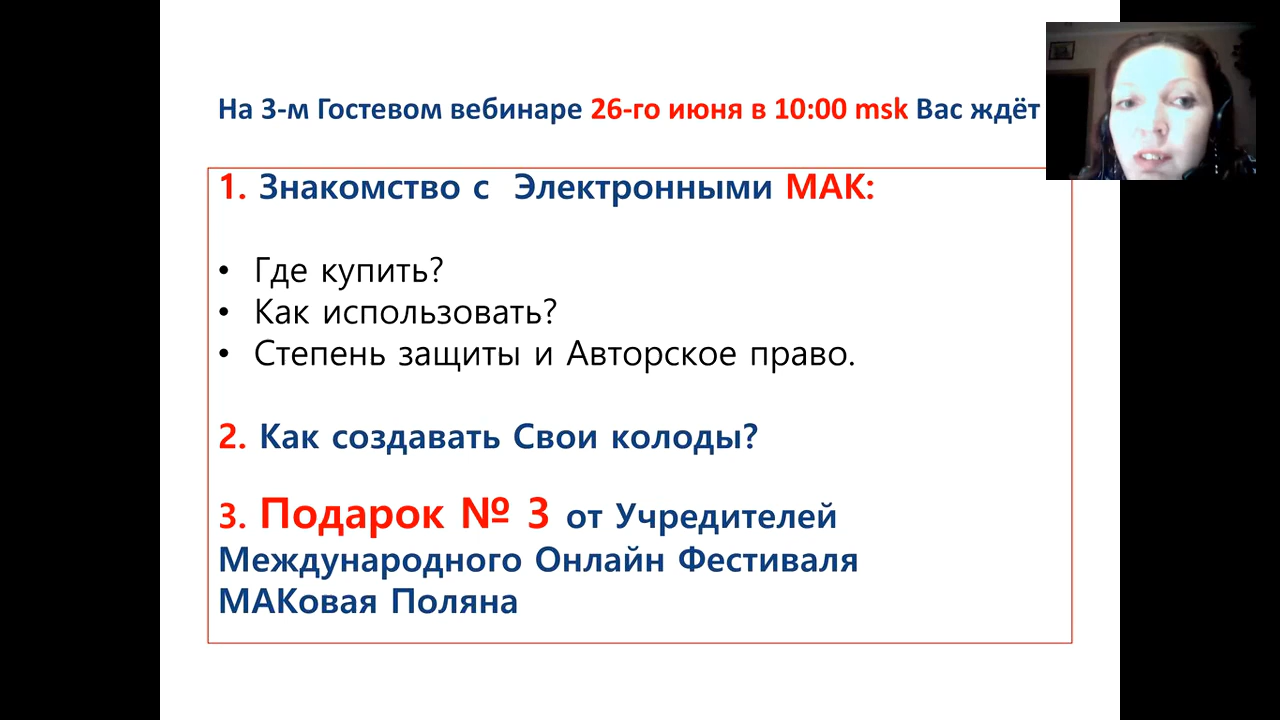 На 3-м Гостевом вебинаре 26-го июня в 10:00 msk Вас ждёт
1. Знакомство с Электронными МАК:
• Где купить?
• Как использовать?
• Степень защиты и Авторское право.
2. Как создавать Свои колоды?
3. Подарок № 3 от Учредителей
Международного Онлайн Фестиваля
МАКовая Поляна